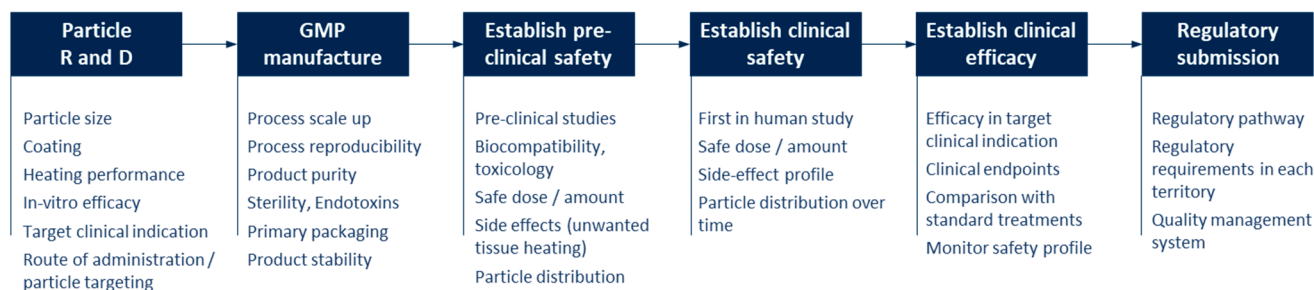 Particle
R and D
GMP
manufacture
Establish pre-
clinical safety
Establish clinical
safety
Establish clinical
efficacy
Regulatory
submission
Particle size
Coating
Heating performance
In-vitro efficacy
Target clinical indication
Route of administration /
particle targeting
Process scale up
Process reproducibility
Product purity
Sterility, Endotoxins
Primary packaging
Product stability
Pre-clinical studies
Biocompatibility,
toxicology
Safe dose / amount
Side effects (unwanted
tissue heating)
Particle distribution
First in human study
Safe dose / amount
Side-effect profile
Particle distribution over
time
Efficacy in target
clinical indication
Clinical endpoints
Comparison with
standard treatments
Monitor safety profile
Regulatory pathway
Regulatory
requirements in each
territory
Quality management
system